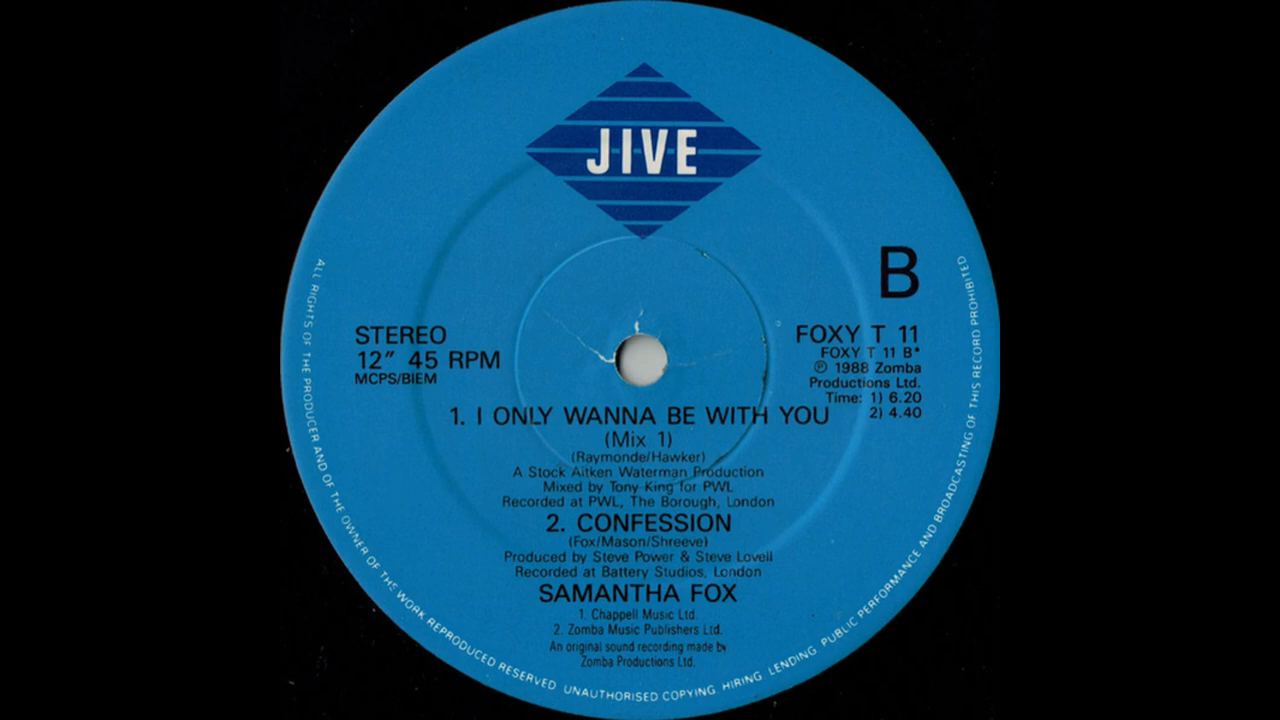 JIVE
B
STEREO
12" 45 RPM
MCPS/BIEM
FOXY T 11
FOXY T 11 B*
Ⓟ 1988 Zomba
Productions Ltd.
Time: 1) 6.20
2) 4.40
1. I ONLY WANNA BE WITH YOU
(Mix 1)
(Raymonde/Hawker)
A Stock Aitken Waterman Production
Mixed by Tony King for PWL
Recorded at PWL, The Borough, London
2. CONFESSION
(Fox/Mason/Shreeve)
Produced by Steve Power & Steve Lovell
Recorded at Battery Studios, London
SAMANTHA FOX
1. Chappell Music Ltd.
2. Zomba Music Publishers Ltd.
An original sound recording made by
Zomba Productions Ltd.
ALL RIGHTS OF THE PRODUCER AND OF THE OWNER OF THE WORK REPRODUCED RESERVED UNAUTHORISED COPYING HIRING LENDING PUBLIC PERFORMANCE AND BROADCASTING OF THIS RECORD PROHIBITED